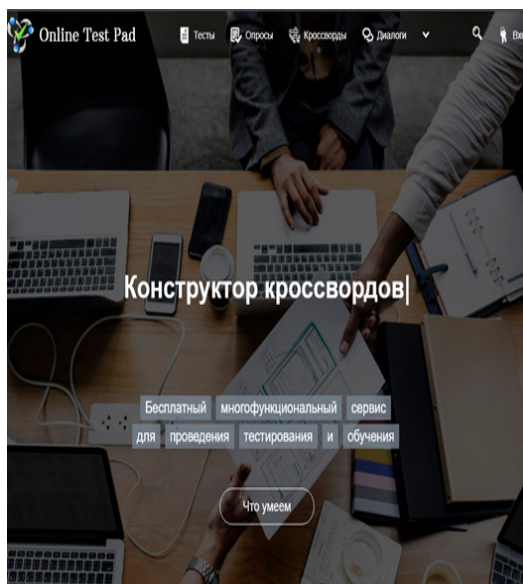 Online Test Pad Тесты Опросы Кроссворды Диалоги
Конструктор кроссвордов|
Бесплатный многофункциональный сервис
для проведения тестирования и обучения
Что умеем